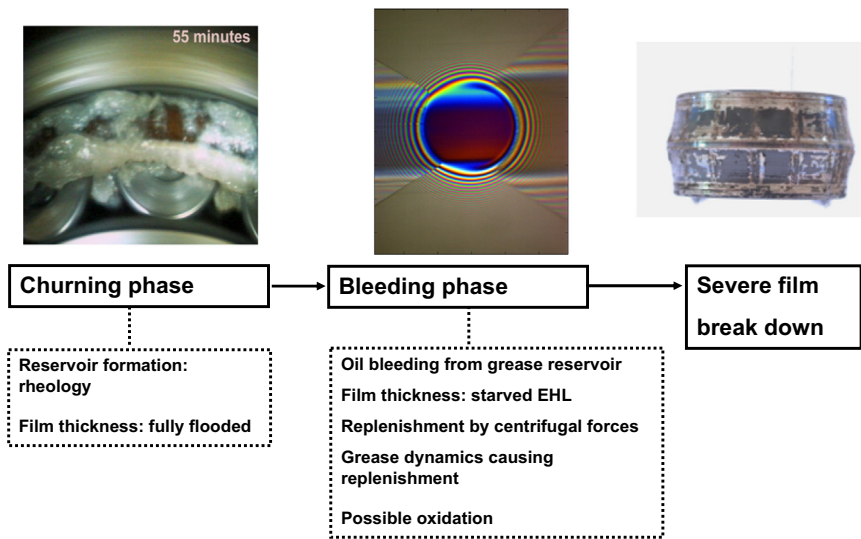 55 minutes
Churning phase
Bleeding phase
Severe film
break down
Reservoir formation:
rheology
Film thickness: fully flooded
Oil bleeding from grease reservoir
Film thickness: starved EHL
Replenishment by centrifugal forces
Grease dynamics causing
replenishment
Possible oxidation